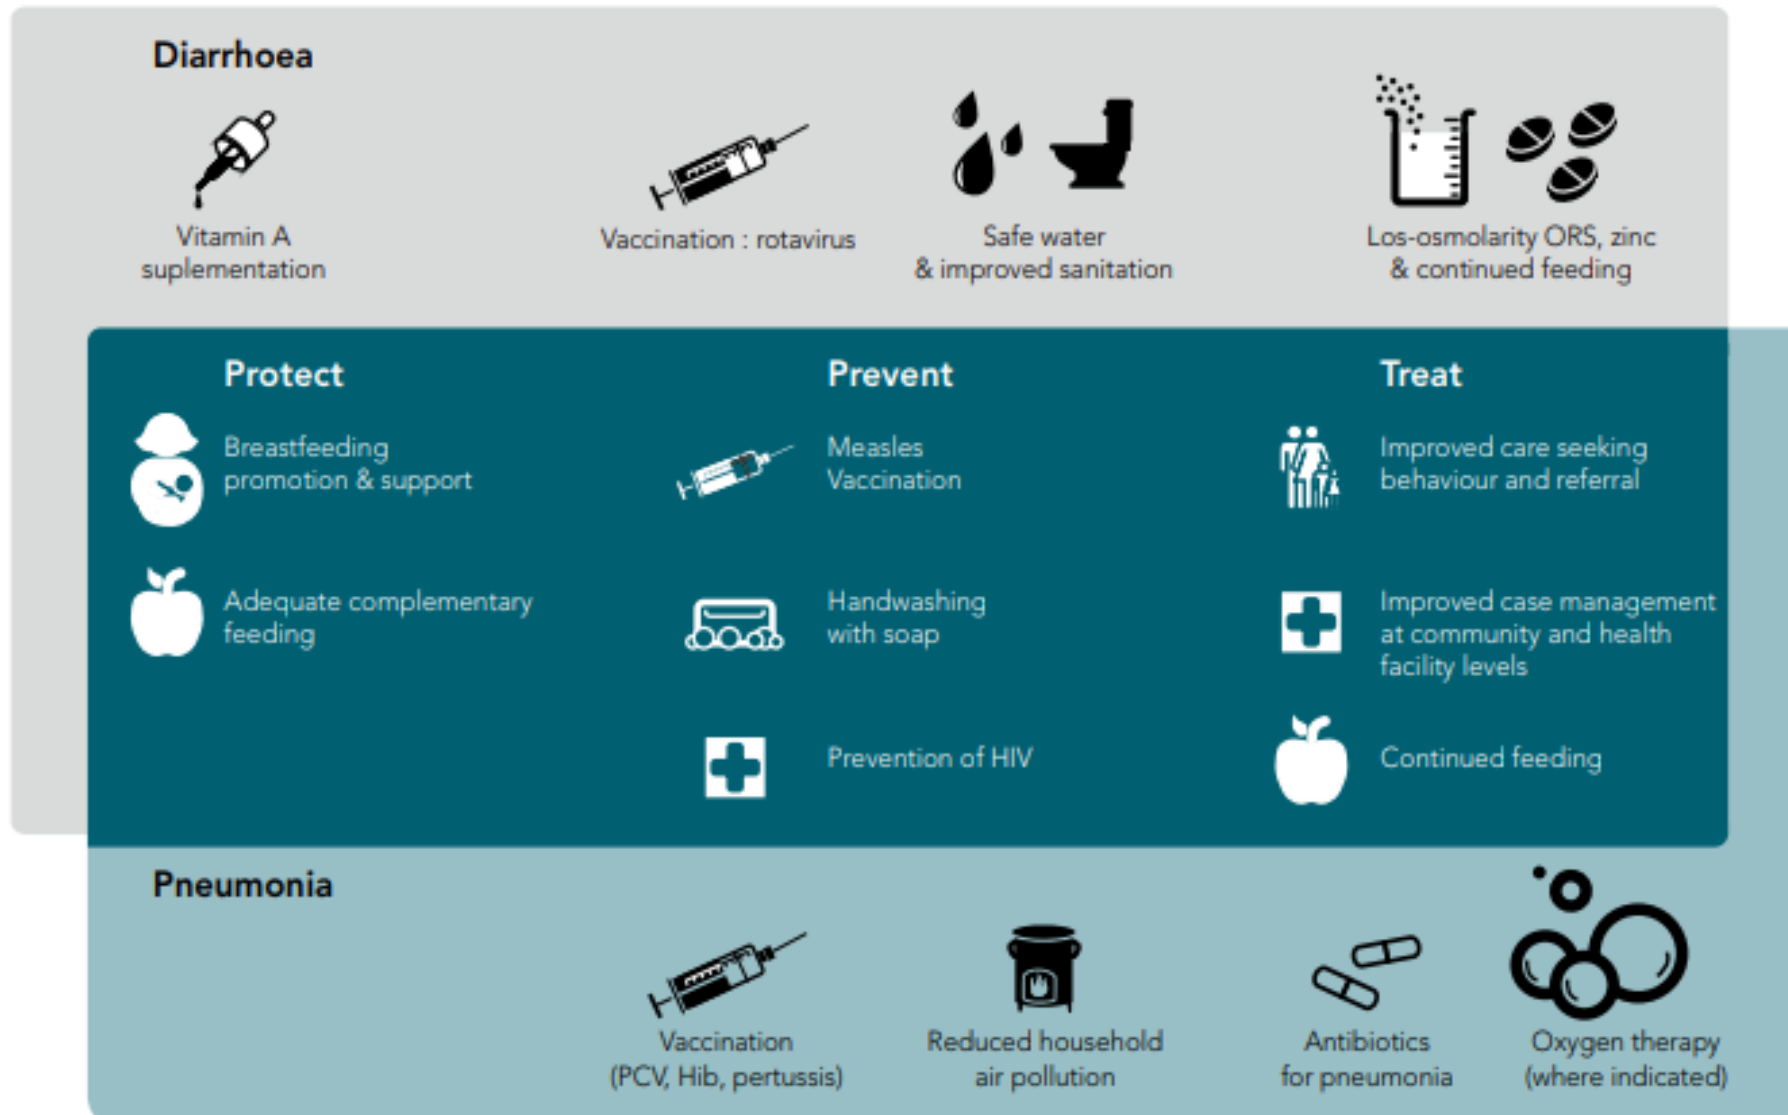 Diarrhoea
Vitamin A
suplementation
Vaccination : rotavirus
Safe water
& improved sanitation
Los-osmolarity ORS, zinc
& continued feeding
Protect
Breastfeeding
promotion & support
Adequate complementary
feeding
Prevent
Measles
Vaccination
Handwashing
with soap
Prevention of HIV
Treat
Improved care seeking
behaviour and referral
Improved case management
at community and health
facility levels
Continued feeding
Pneumonia
Vaccination
(PCV, Hib, pertussis)
Reduced household
air pollution
Antibiotics
for pneumonia
Oxygen therapy
(where indicated)